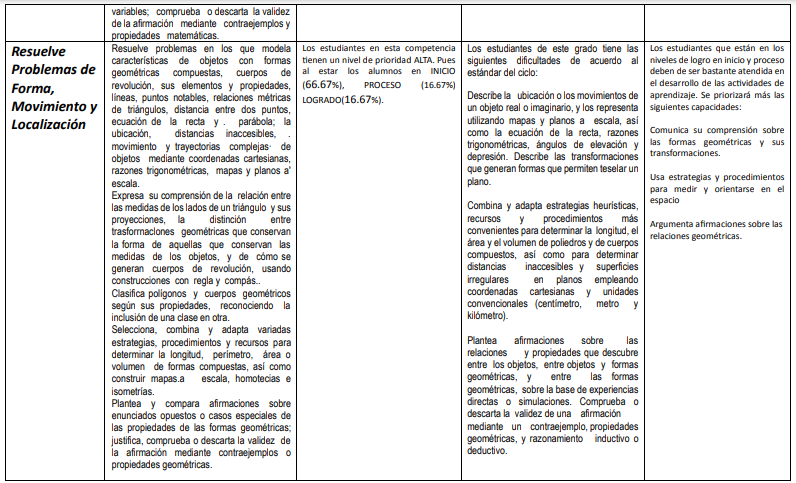 variables; comprueba o descarta la validez
de la afirmación mediante contraejemplos y
propiedades matemáticas.
Resuelve
Problemas de
Forma,
Movimiento y
Localización
Resuelve problemas en los que modela
características de objetos con formas
geométricas compuestas, cuerpos de
revolución, sus elementos y propiedades,
líneas, puntos notables, relaciones métricas
de triángulos, distancia entre dos puntos,
ecuación de la recta y . parábola; la
ubicación, distancias inaccesibles, .
movimiento y trayectorias complejas· de
objetos mediante coordenadas cartesianas,
razones trigonométricas, mapas y planos a'
escala.
Expresa su comprensión de la relación entre
las medidas de los lados de un triángulo y sus
proyecciones, la distinción entre
trasformaclones geométricas que conservan
la forma de aquellas que conservan las
medidas de los objetos, y de cómo se
generan cuerpos de revolución, usando
construcciones con regla y compás..
Clasifica polígonos y cuerpos geométricos
según sus propiedades, reconociendo la
inclusión de una clase en otra.
Selecciona, combina y adapta variadas
estrategias, procedimientos y recursos para
determinar la longitud, perímetro, área o
volumen de formas compuestas, así como
construir mapas.a escala, homotecias e
isometrías.
Plantea y compara afirmaciones sobre
enunciados opuestos o casos especiales de
las propiedades de las formas geométricas;
justifica, comprueba o descarta la validez de
la afirmación mediante contraejemplos o
propiedades geométricas.
Los estudiantes en esta competencia
tienen un nivel de prioridad ALTA. Pues
al estar los alumnos en INICIO
(66.67%), PROCESO (16.67%)
LOGRADO(16.67%).
Los estudiantes de este grado tiene las
siguientes dificultades de acuerdo al
estándar del ciclo:
Describe la ubicación o los movimientos de
un objeto real o imaginario, y los representa
utilizando mapas y planos a escala, así
como la ecuación de la recta, razones
trigonométricas, ángulos de elevación y
depresión. Describe las transformaciones
que generan formas que permiten teselar un
plano.
Combina y adapta estrategias heurísticas,
recursos y procedimientos más
convenientes para determinar la longitud, el
área y el volumen de poliedros y de cuerpos
compuestos, así como para determinar
distancias inaccesibles y superficies
irregulares en planos empleando
coordenadas cartesianas y unidades
convencionales (centímetro, metro y
kilómetro).
Plantea afirmaciones sobre las
relaciones y propiedades que descubre
entre los objetos, entre objetos y formas
geométricas, y entre las formas
geométricas, sobre la base de experiencias
directas o simulaciones. Comprueba o
descarta la validez de una afirmación
mediante un contraejemplo, propiedades
geométricas, y razonamiento inductivo o
deductivo.
Los estudiantes que están en los
niveles de logro en inicio y proceso
deben de ser bastante atendida en
el desarrollo de las actividades de
aprendizaje. Se priorizará más las
siguientes capacidades:
Comunica su comprensión sobre
las formas geométricas y sus
transformaciones.
Usa estrategias y procedimientos
para medir y orientarse en el
espacio
Argumenta afirmaciones sobre las
relaciones geométricas.